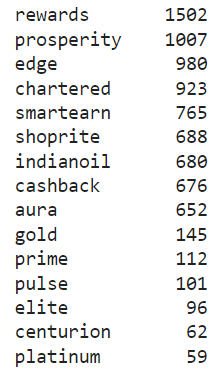 rewards 1502
prosperity 1007
edge 980
chartered 923
smartearn 765
shoprite 688
indianoil 680
cashback 676
aura 652
gold 145
prime 112
pulse 101
elite 96
centurion 62
platinum 59